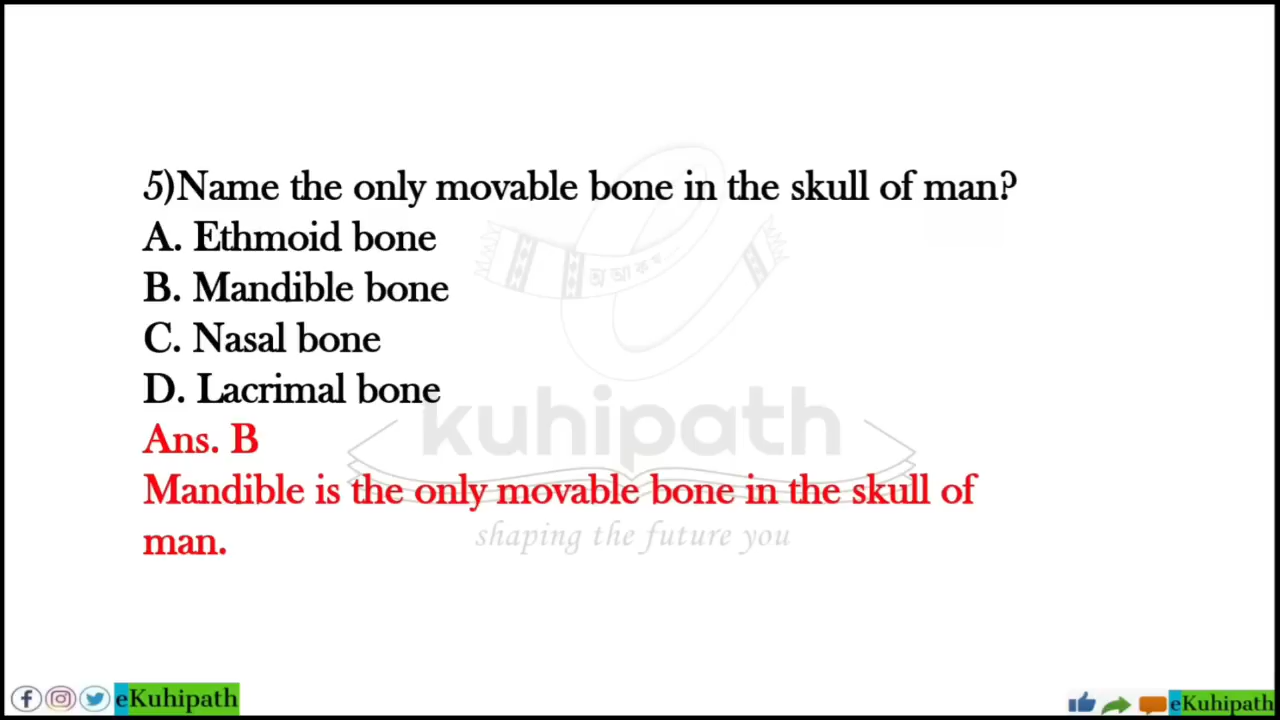 5)Name the only movable bone in the skull of man?
A. Ethmoid bone
B. Mandible bone
C. Nasal bone
D. Lacrimal bone
Ans. B
Mandible is the only movable bone in the skull of
man.
অ আ ক খ
kuhipath
shaping the future you
eKuhipath
eKuhipath